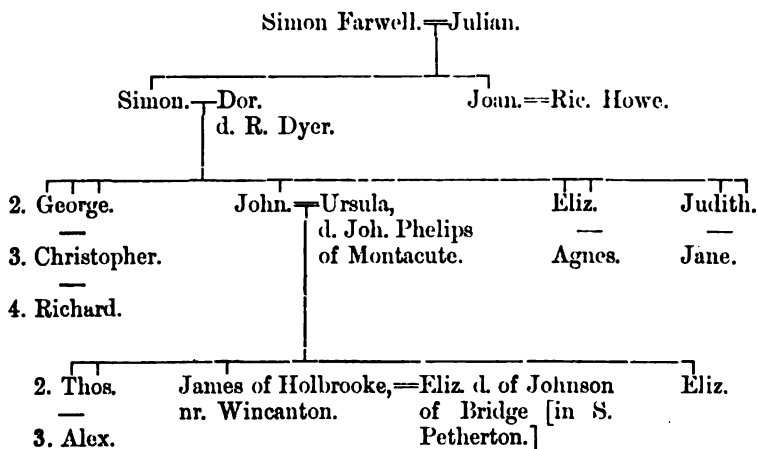 Simon Farwell.=Julian.
Simon.=Dor. d. R. Dyer.
Joan.=Ric. Howe.
2. George.
3. Christopher.
4. Richard.
John.=Ursula, d. Joh. Phelips of Montacute.
Eliz.
Agnes.
Judith.
Jane.
2. Thos.
3. Alex.
James of Holbrooke,=Eliz. d. of Johnson
nr. Wincanton.
of Bridge [in S.
Petherton.]
Eliz.